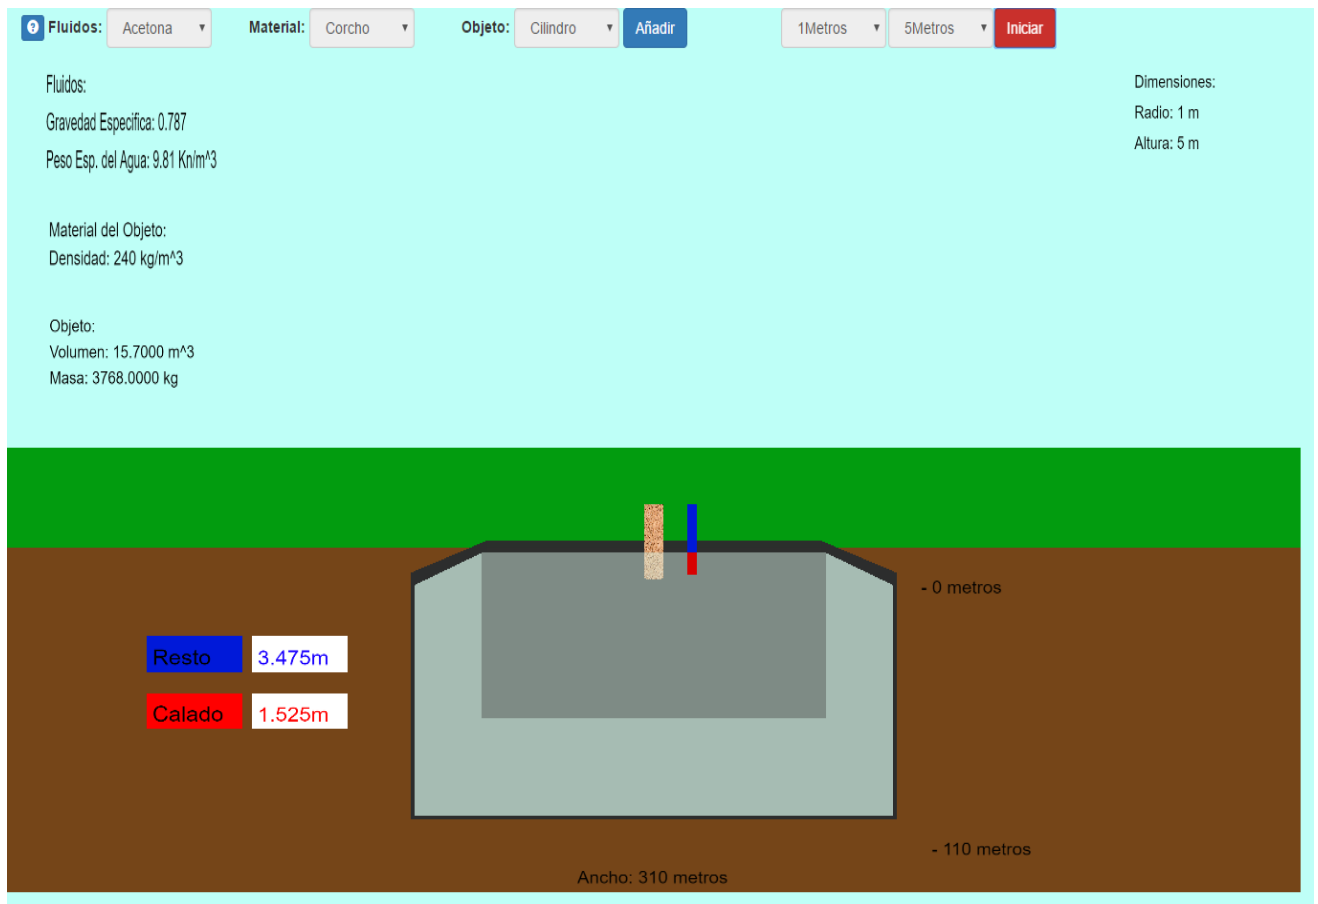 ? Fluidos: Acetona Material: Corcho Objeto: Cilindro Añadir 1Metros 5Metros Iniciar
Fluidos:
Gravedad Especifica: 0.787
Peso Esp. del Agua: 9.81 Kn/m^3
Dimensiones:
Radio: 1 m
Altura: 5 m
Material del Objeto:
Densidad: 240 kg/m^3
Objeto:
Volumen: 15.7000 m^3
Masa: 3768.0000 kg
- 0 metros
Resto 3.475m
Calado 1.525m
- 110 metros
Ancho: 310 metros